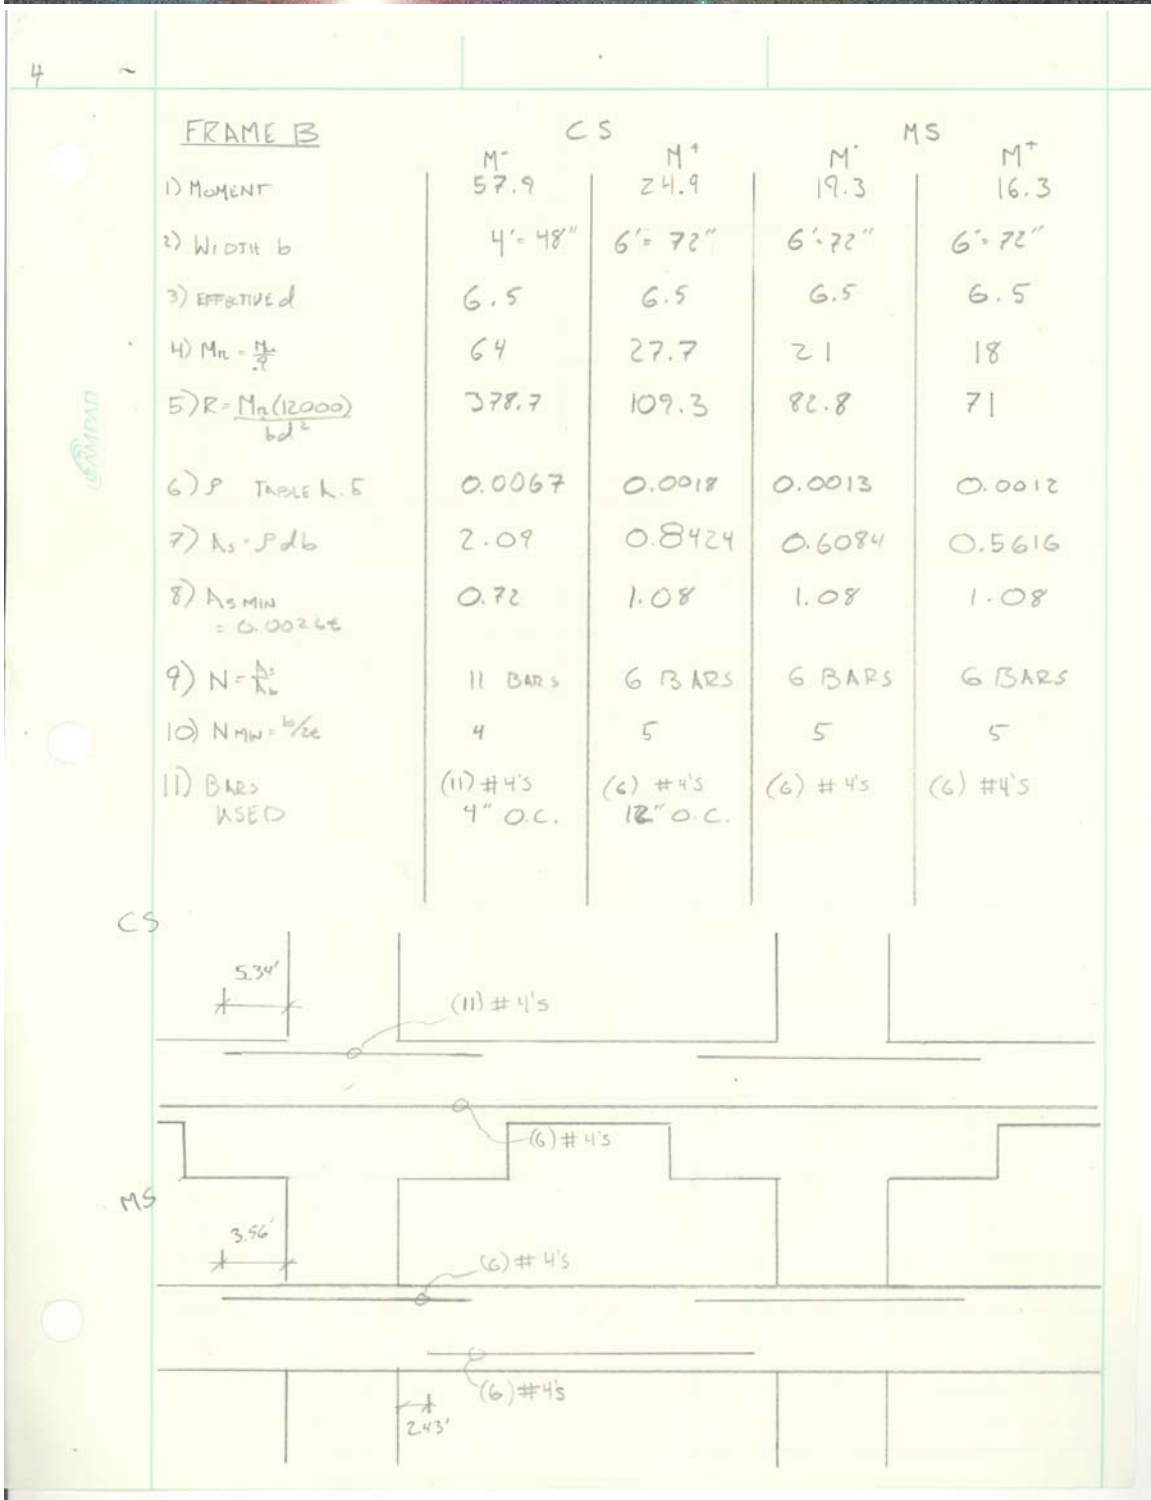 4 ~
FRAME B CS MS
M- M+ M- M+
1) MOMENT 57.9 24.9 19.3 16.3
2) WIDTH b 4'= 48" 6'= 72" 6'= 72" 6'= 72"
3) EFFECTIVE d 6.5 6.5 6.5 6.5
4) Mn = Mu/.9 64 27.7 21 18
5) R = Mn(12000)/bd² 378.7 109.3 82.8 71
6) ρ TABLE A.5 0.0067 0.0018 0.0013 0.0012
7) As = ρdb 2.09 0.8424 0.6084 0.5616
8) As MIN 0.72 1.08 1.08 1.08
= 0.002bt
9) N = As/Ab 11 BARS 6 BARS 6 BARS 6 BARS
10) N MIN = b/2t 4 5 5 5
11) BARS (11) #4's (6) #4's (6) #4's (6) #4's
USED 4" O.C. 12" O.C.
CS
5.34'
(11) # 4's
(6) # 4's
MS
3.56'
(6) # 4's
(6) #4's
2.43'
AMPAD